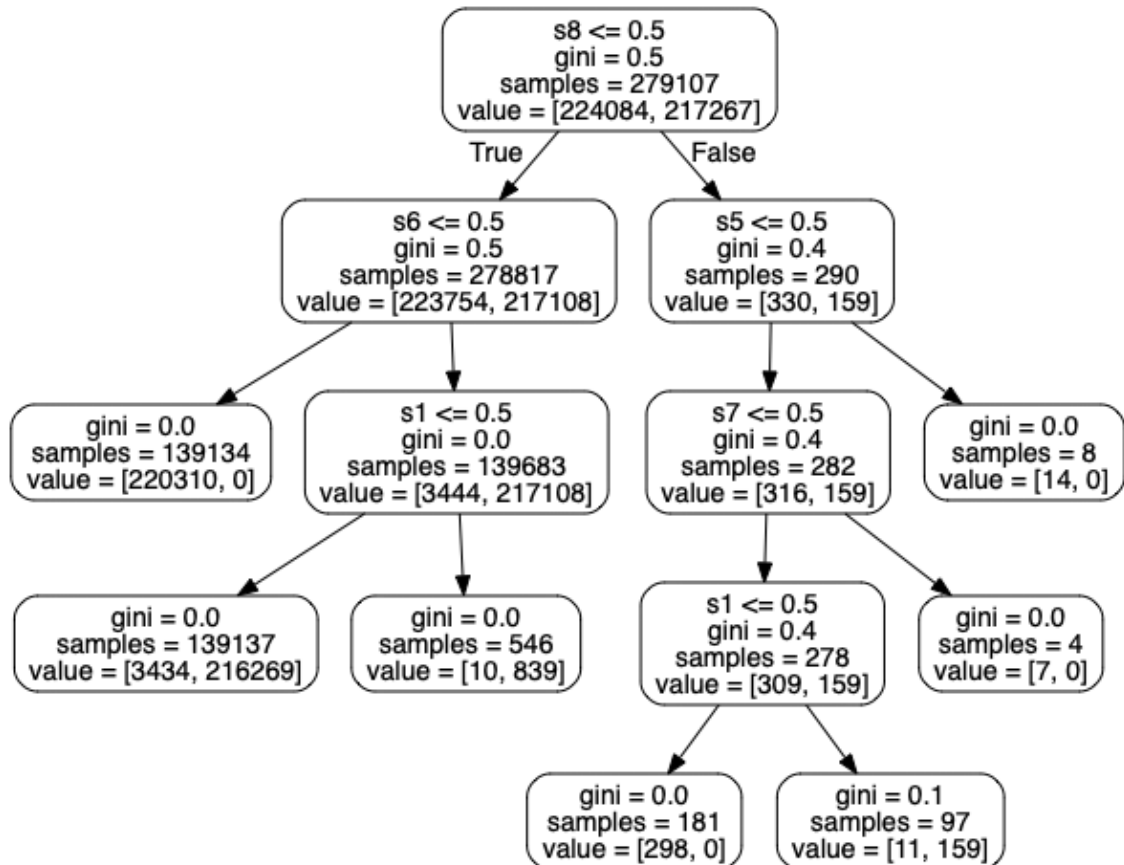 s8 <= 0.5
gini = 0.5
samples = 279107
value = [224084, 217267]
True
False
s6 <= 0.5
gini = 0.5
samples = 278817
value = [223754, 217108]
s5 <= 0.5
gini = 0.4
samples = 290
value = [330, 159]
gini = 0.0
samples = 139134
value = [220310, 0]
s1 <= 0.5
gini = 0.0
samples = 139683
value = [3444, 217108]
s7 <= 0.5
gini = 0.4
samples = 282
value = [316, 159]
gini = 0.0
samples = 8
value = [14, 0]
gini = 0.0
samples = 139137
value = [3434, 216269]
gini = 0.0
samples = 546
value = [10, 839]
s1 <= 0.5
gini = 0.4
samples = 278
value = [309, 159]
gini = 0.0
samples = 4
value = [7, 0]
gini = 0.0
samples = 181
value = [298, 0]
gini = 0.1
samples = 97
value = [11, 159]